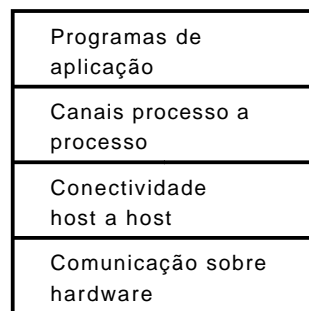 Programas de
aplicação
Canais processo a
processo
Conectividade
host a host
Comunicação sobre
hardware